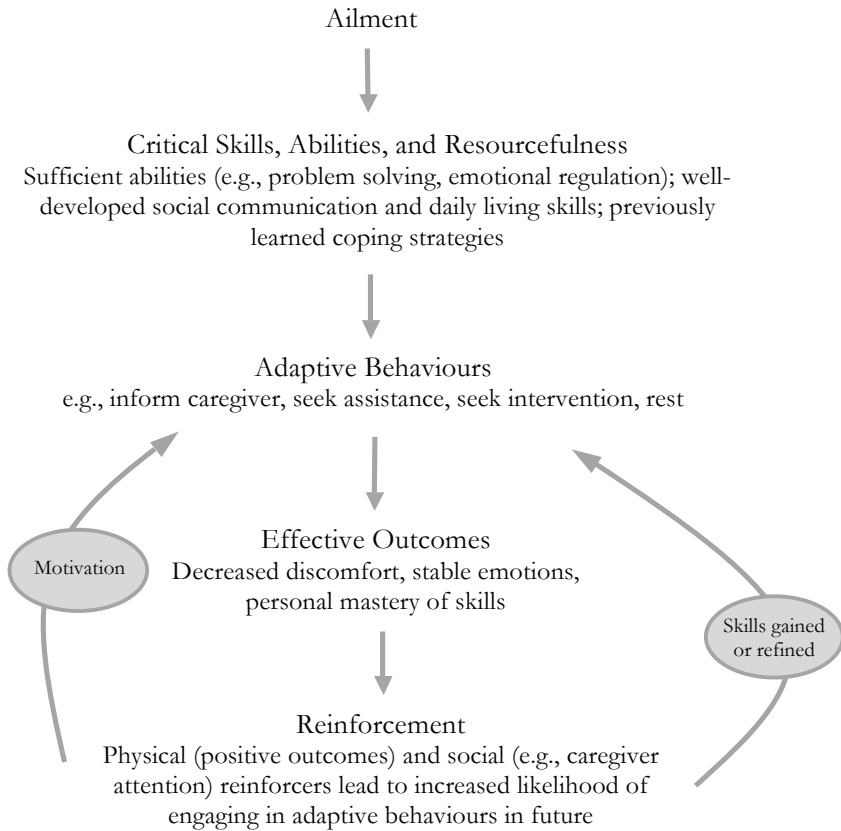 Ailment
Critical Skills, Abilities, and Resourcefulness
Sufficient abilities (e.g., problem solving, emotional regulation); well-
developed social communication and daily living skills; previously
learned coping strategies
Adaptive Behaviours
e.g., inform caregiver, seek assistance, seek intervention, rest
Motivation
Effective Outcomes
Decreased discomfort, stable emotions,
personal mastery of skills
Skills gained
or refined
Reinforcement
Physical (positive outcomes) and social (e.g., caregiver
attention) reinforcers lead to increased likelihood of
engaging in adaptive behaviours in future